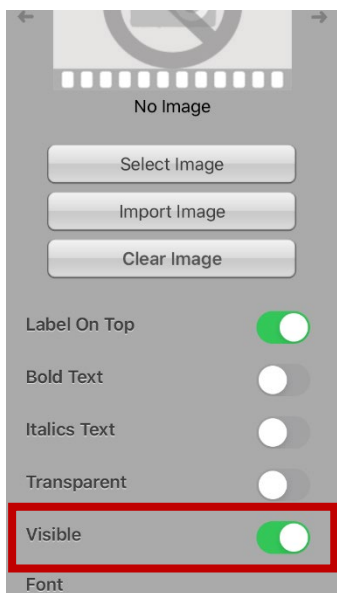 No Image
Select Image
Import Image
Clear Image
Label On Top
Bold Text
Italics Text
Transparent
Visible
Font